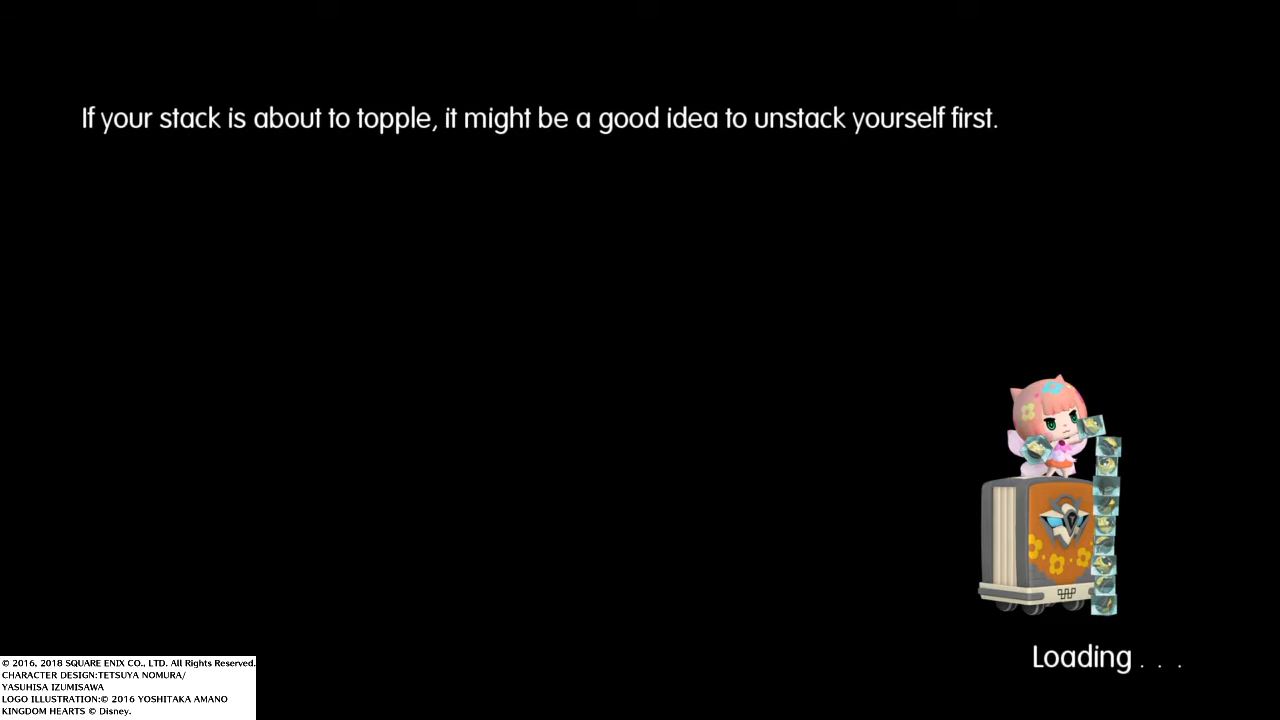 If your stack is about to topple, it might be a good idea to unstack yourself first.
Loading . . .
© 2016, 2018 SQUARE ENIX CO., LTD. All Rights Reserved.
CHARACTER DESIGN:TETSUYA NOMURA/
YASUHISA IZUMISAWA
LOGO ILLUSTRATION:© 2016 YOSHITAKA AMANO
KINGDOM HEARTS © Disney.